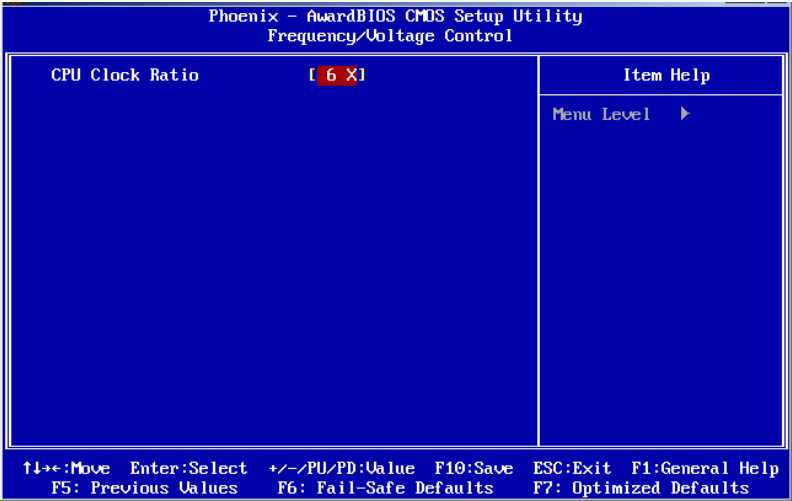 Phoenix - AwardBIOS CMOS Setup Utility
Frequency/Voltage Control
CPU Clock Ratio [ 6 X]
Item Help
Menu Level ▶
↑↓→←:Move Enter:Select +/-/PU/PD:Value F10:Save ESC:Exit F1:General Help
F5: Previous Values F6: Fail-Safe Defaults F7: Optimized Defaults